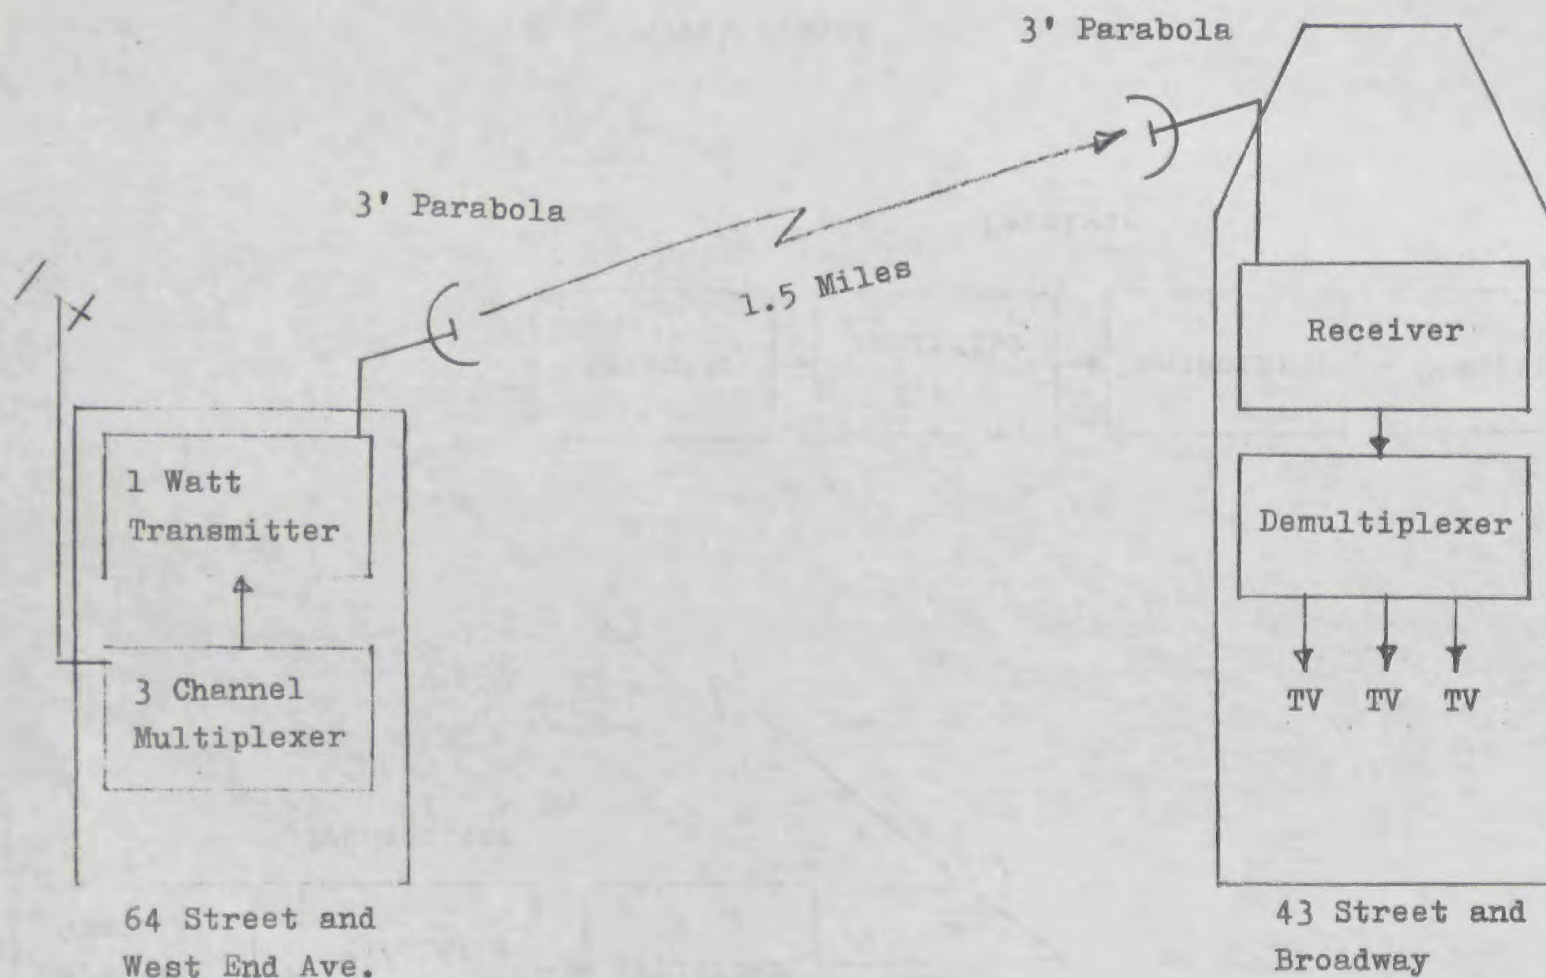 3' Parabola
3' Parabola
1.5 Miles
Receiver
1 Watt
Transmitter
Demultiplexer
3 Channel
Multiplexer
TV TV TV
64 Street and
West End Ave.
43 Street and
Broadway